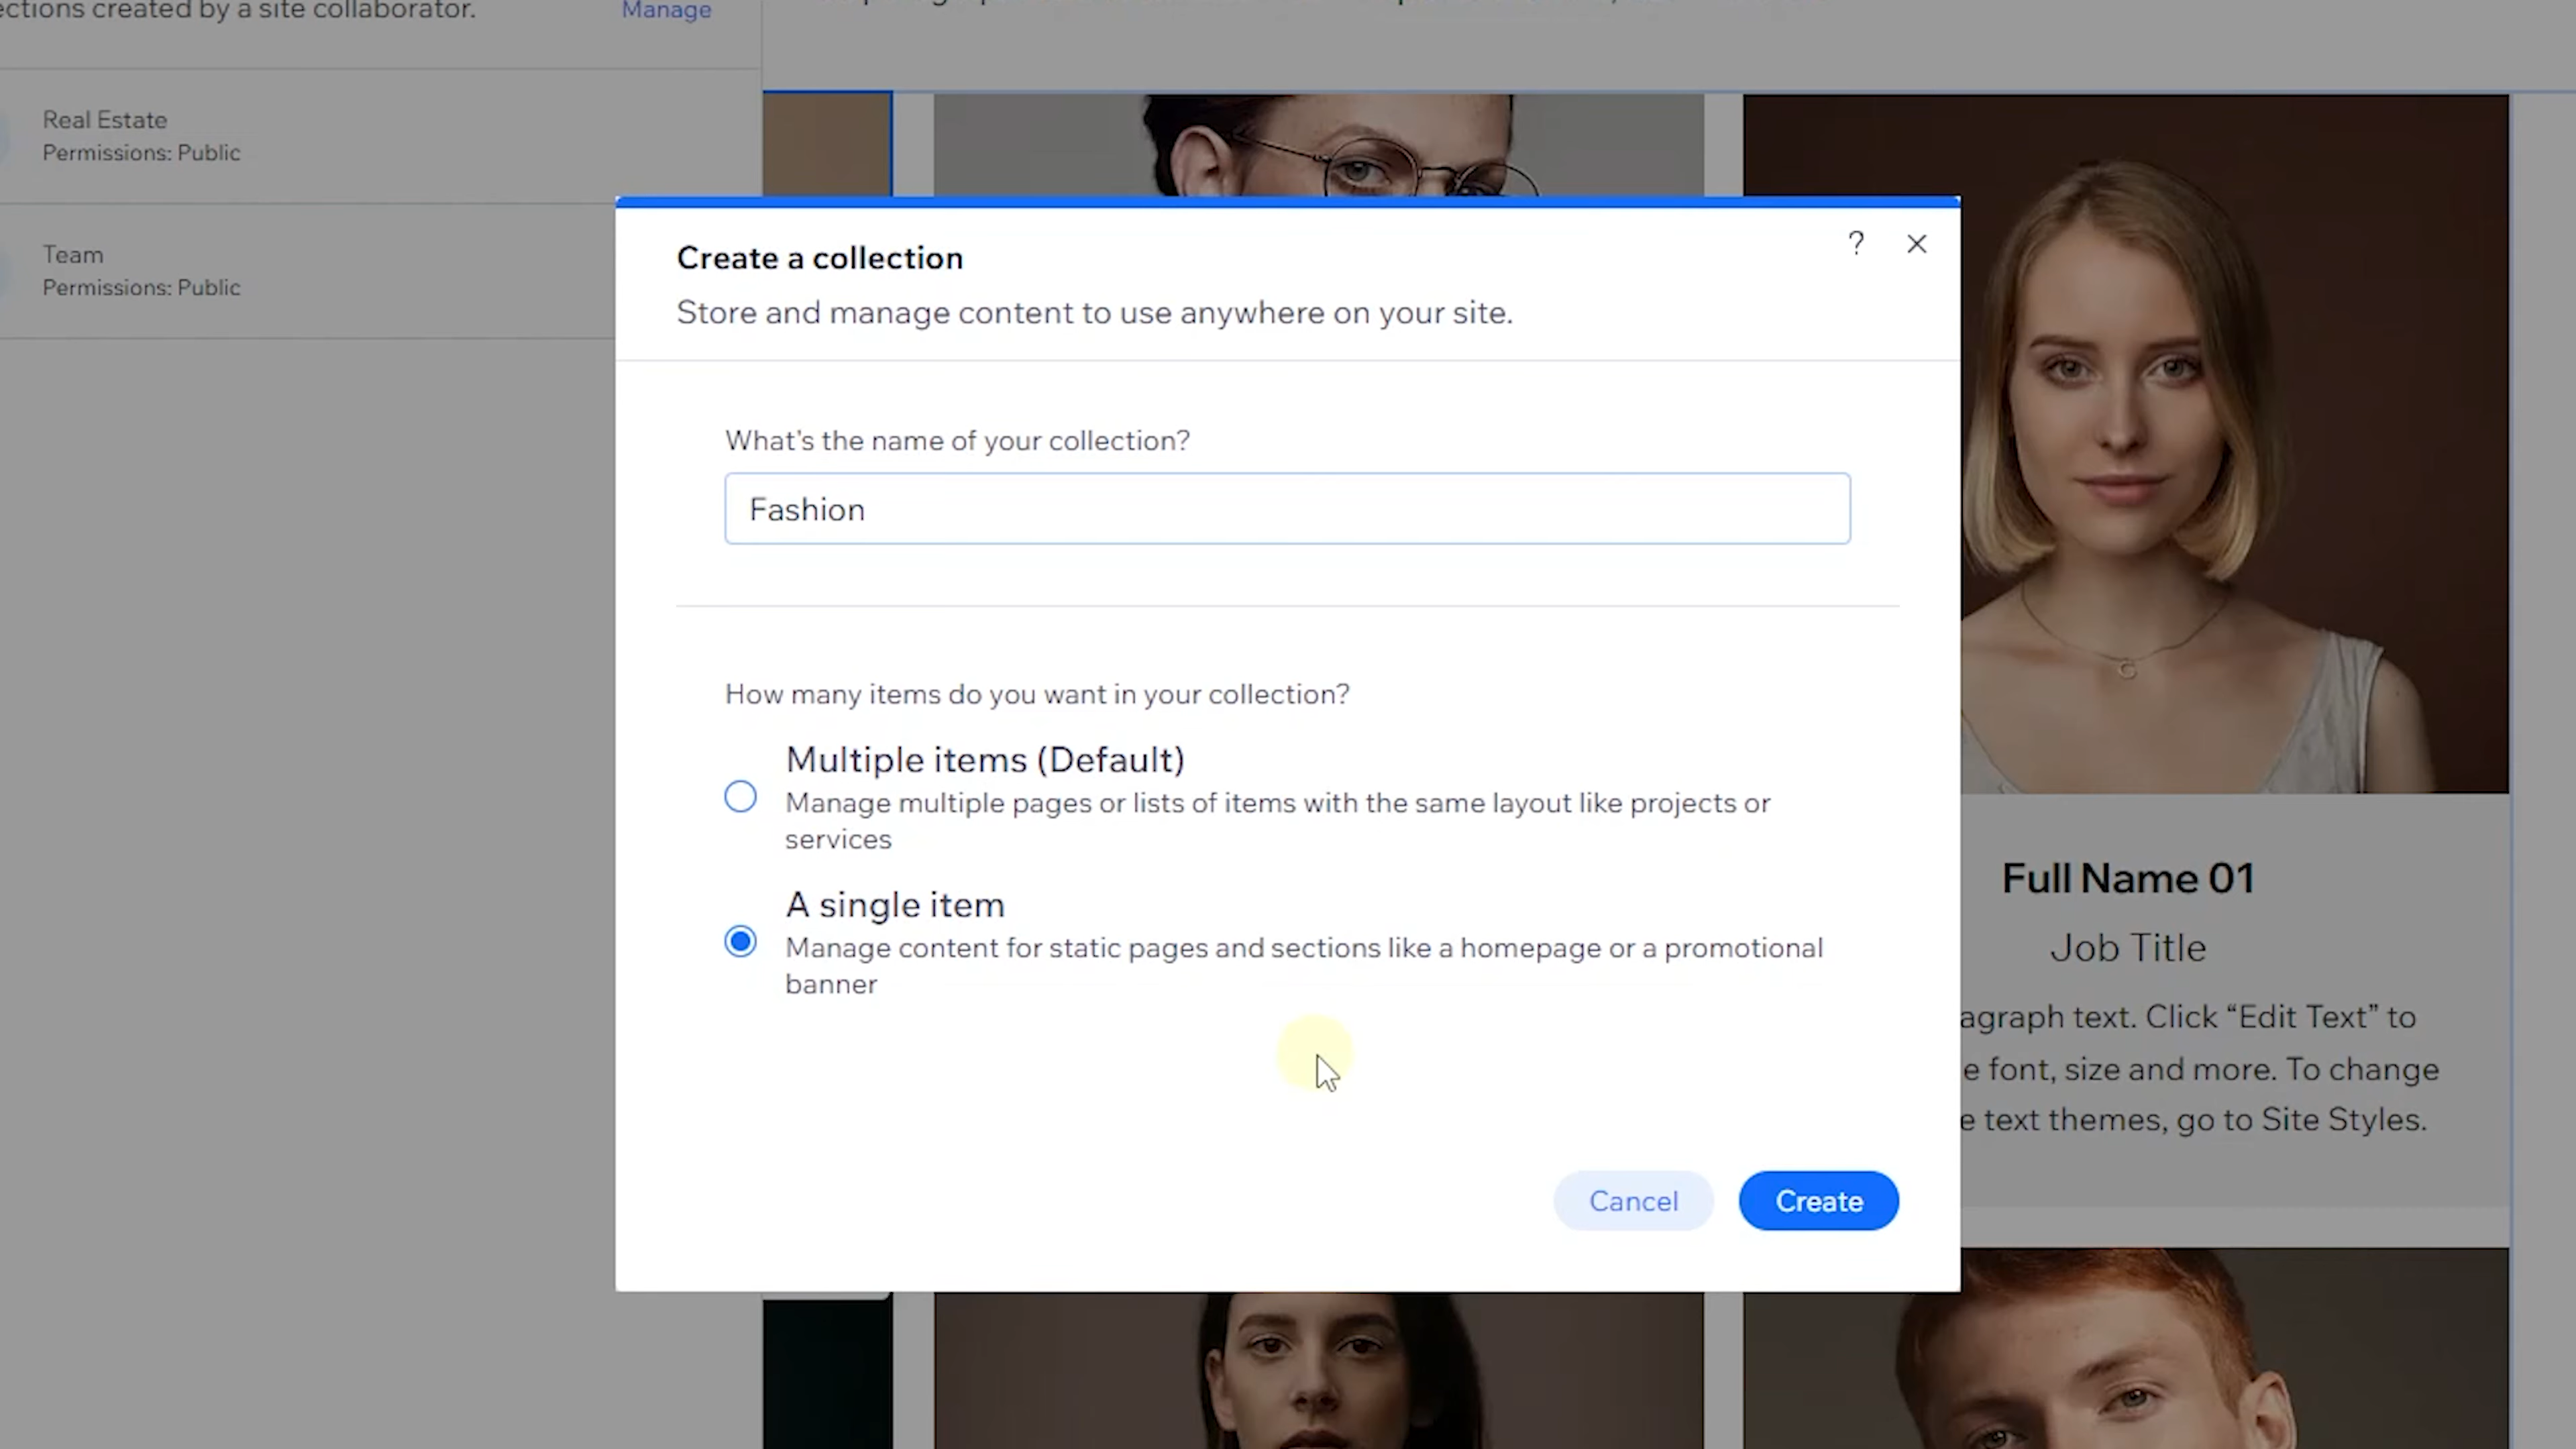 ections created by a site collaborator.
Manage
Real Estate
Permissions: Public
Team
Permissions: Public
Create a collection
?
Store and manage content to use anywhere on your site.
What's the name of your collection?
Fashion
How many items do you want in your collection?
Multiple items (Default)
Manage multiple pages or lists of items with the same layout like projects or
services
A single item
Manage content for static pages and sections like a homepage or a promotional
banner
Cancel
Create
Full Name 01
Job Title
agraph text. Click “Edit Text” to
e font, size and more. To change
e text themes, go to Site Styles.